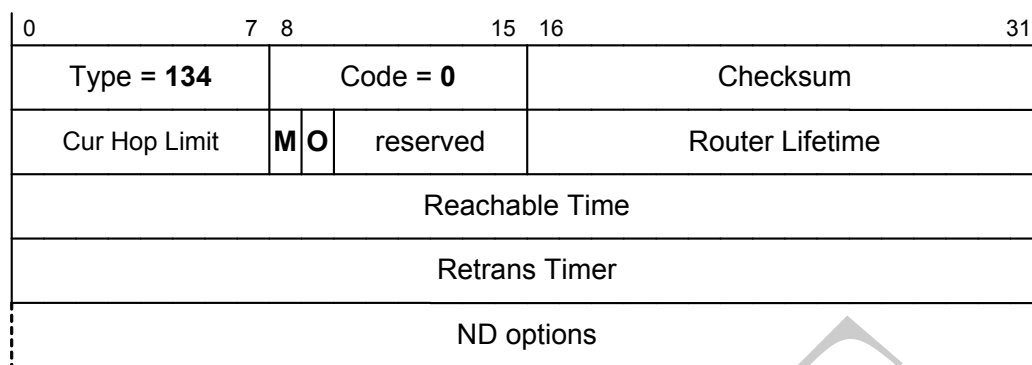 0 7 8 15 16 31
Type = 134 Code = 0 Checksum
Cur Hop Limit M O reserved Router Lifetime
Reachable Time
Retrans Timer
ND options